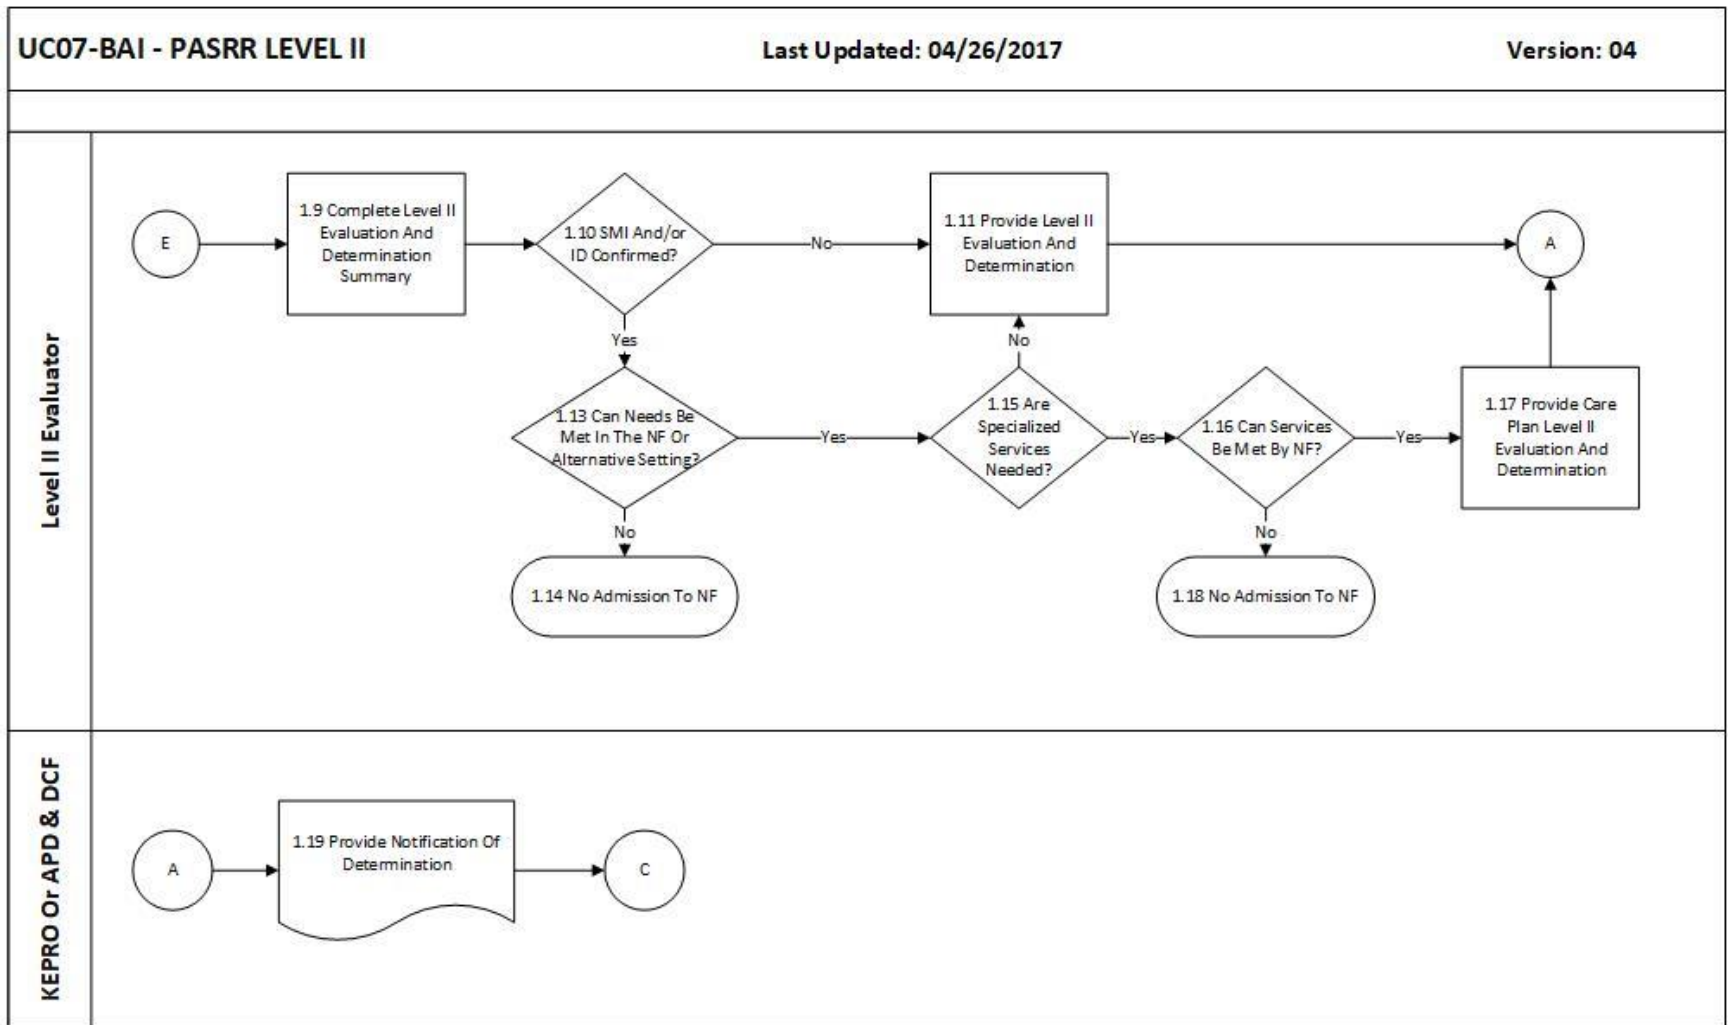 UC07-BAI - PASRR LEVEL II
Last Updated: 04/26/2017
Version: 04
Level II Evaluator
E
1.9 Complete Level II
Evaluation And
Determination
Summary
1.10 SMI And/or
ID Confirmed?
No
1.11 Provide Level II
Evaluation And
Determination
A
Yes
No
1.13 Can Needs Be
Met In The NF Or
Alternative Setting?
Yes
1.15 Are
Specialized
Services
Needed?
Yes
1.16 Can Services
Be Met By NF?
Yes
1.17 Provide Care
Plan Level II
Evaluation And
Determination
No
No
1.14 No Admission To NF
1.18 No Admission To NF
KEPRO Or APD & DCF
A
1.19 Provide Notification Of
Determination
C